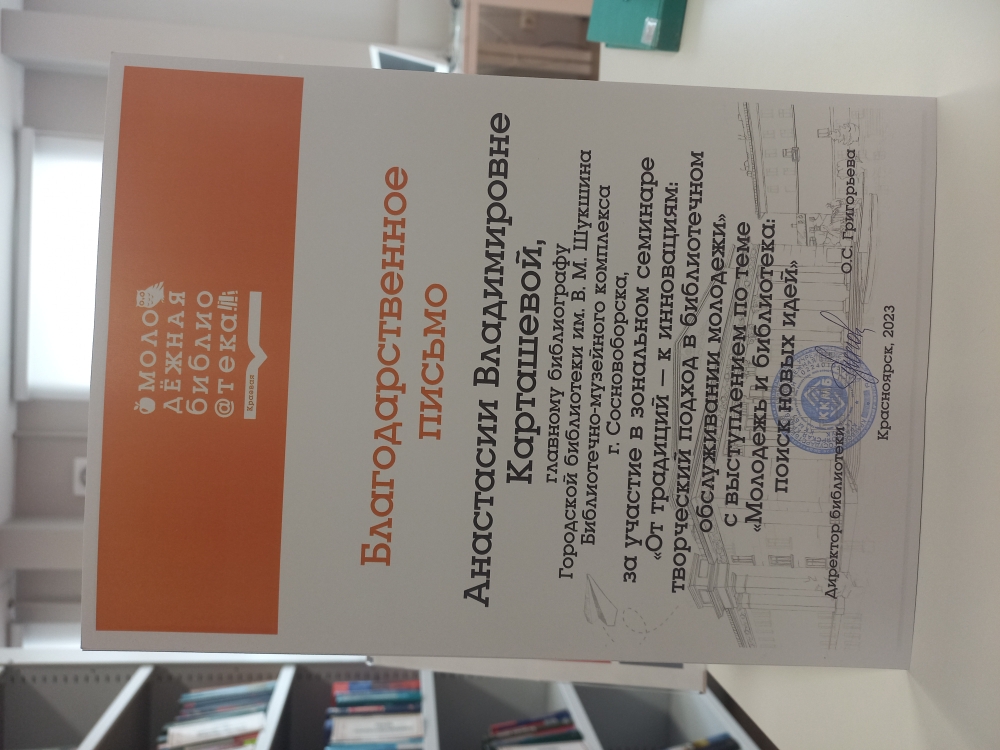 МОЛО
ДЁЖНАЯ
БИБЛИО
@ТЕКА
Краевая
Благодарственное
письмо
Анастасии Владимировне
Карташевой,
главному библиографу
Городской библиотеки им. В. М. Шукшина
Библиотечно-музейного комплекса
г. Сосновоборска,
за участие в зональном семинаре
«От традиций – к инновациям:
творческий подход в библиотечном
обслуживании молодежи»
с выступлением по теме
«Молодежь и библиотека:
поиск новых идей»
Директор библиотеки О.С. Григорьева
Красноярск, 2023